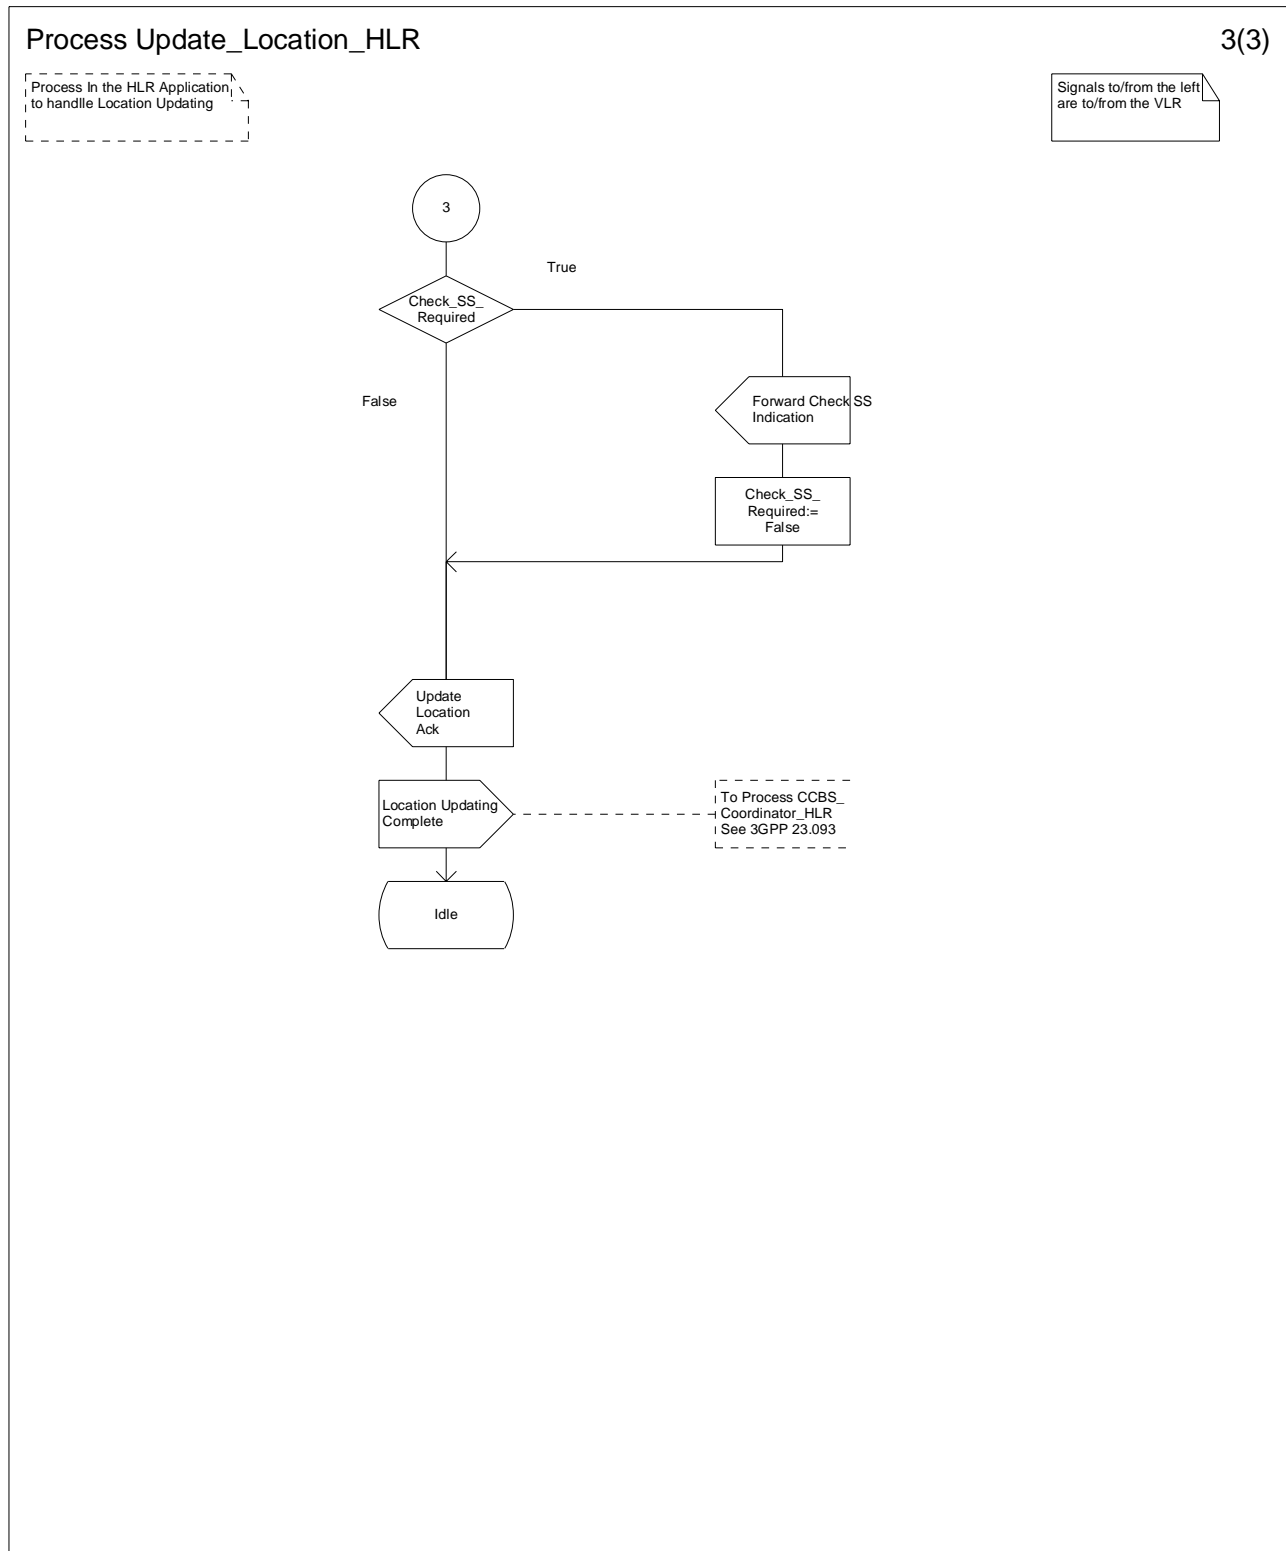 Process Update_Location_HLR
3(3)
Process In the HLR Application
to handlle Location Updating
Signals to/from the left
are to/from the VLR
3
True
Check_SS_
Required
False
Forward Check SS
Indication
Check_SS_
Required:=
False
Update
Location
Ack
Location Updating
Complete
To Process CCBS_
Coordinator_HLR
See 3GPP 23.093
Idle